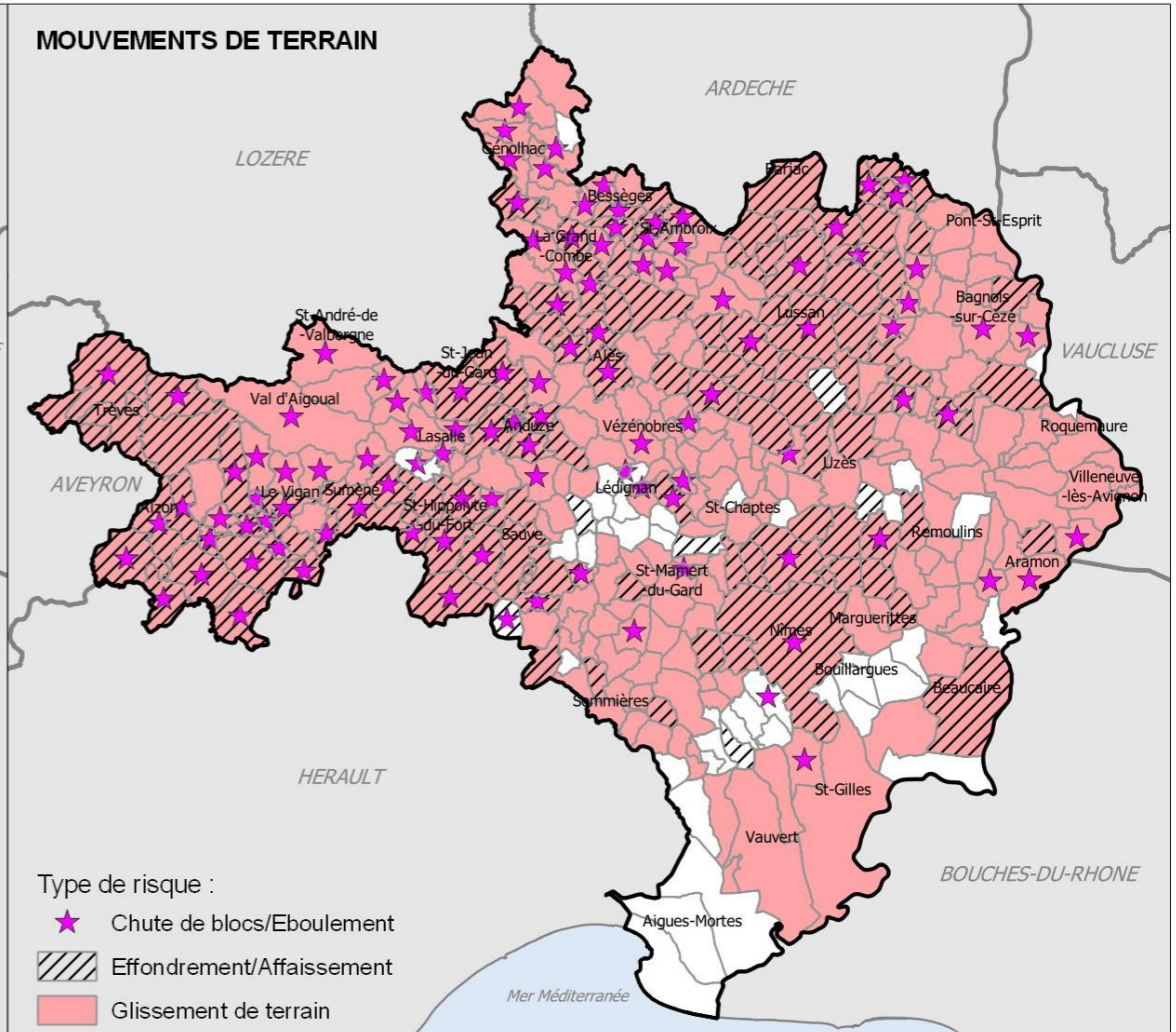 MOUVEMENTS DE TERRAIN
ARDECHE
LOZERE
Génolhac
Barjac
Bessèges
Pont-St-Esprit
St-Ambroix
La Grand
-Combe
Bagnols
-sur-Cèze
Lussan
St-André-de
-Valborgne
VAUCLUSE
St-Jean
-du-Gard
Alès
Val d'Aigoual
Trèves
Roquemaure
Anduze
Vézénobres
Lasalle
Uzès
AVEYRON
Villeneuve
-lès-Avignon
Le Vigan
Sumène
Lédignan
Alzon
St-Hippolyte
-du-Fort
St-Chaptes
Sauve
Remoulins
Aramon
St-Mamert
-du-Gard
Marguerittes
Nîmes
Bouillargues
Beaucaire
Sommières
HERAULT
St-Gilles
Vauvert
BOUCHES-DU-RHONE
Type de risque :
Aigues-Mortes
Chute de blocs/Eboulement
Effondrement/Affaissement
Mer Méditerranée
Glissement de terrain